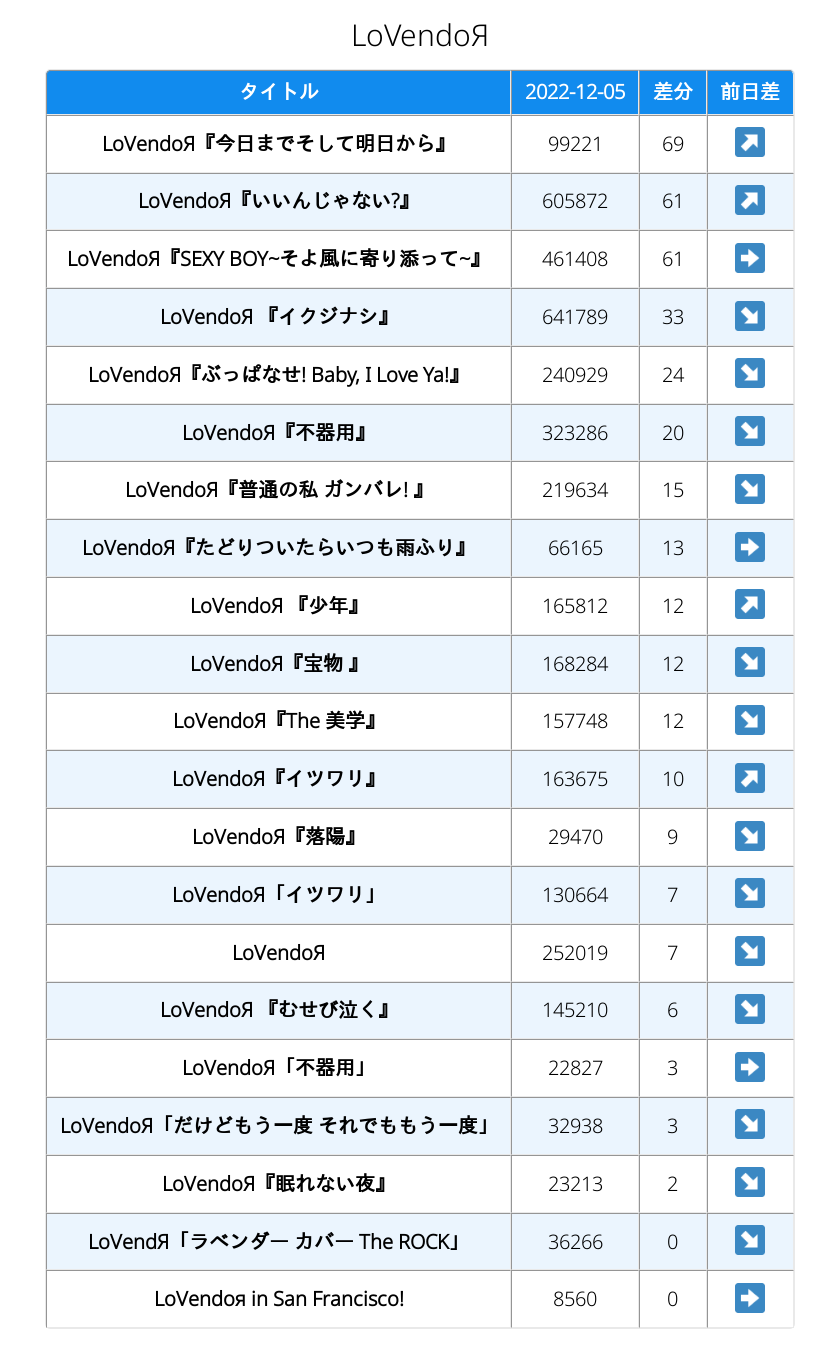 LoVendoЯ
タイトル 2022-12-05 差分 前日差
LoVendoЯ『今日までそして明日から』 99221 69 ↗
LoVendoЯ『いいんじゃない?』 605872 61 ↗
LoVendoЯ『SEXY BOY~そよ風に寄り添って~』 461408 61 ➡
LoVendoЯ 『イクジナシ』 641789 33 ↘
LoVendoЯ『ぶっぱなせ! Baby, I Love Ya!』 240929 24 ↘
LoVendoЯ『不器用』 323286 20 ↘
LoVendoЯ『普通の私 ガンバレ! 』 219634 15 ↘
LoVendoЯ『たどりついたらいつも雨ふり』 66165 13 ➡
LoVendoЯ 『少年』 165812 12 ↗
LoVendoЯ『宝物 』 168284 12 ↘
LoVendoЯ『The 美学』 157748 12 ↘
LoVendoЯ『イツワリ』 163675 10 ↗
LoVendoЯ『落陽』 29470 9 ↘
LoVendoЯ「イツワリ」 130664 7 ↘
LoVendoЯ 252019 7 ↘
LoVendoЯ 『むせび泣く』 145210 6 ↘
LoVendoЯ「不器用」 22827 3 ➡
LoVendoЯ「だけどもう一度 それでももう一度」 32938 3 ↘
LoVendoЯ『眠れない夜』 23213 2 ↘
LoVendЯ「ラベンダー カバー The ROCK」 36266 0 ↘
LoVendoя in San Francisco! 8560 0 ➡